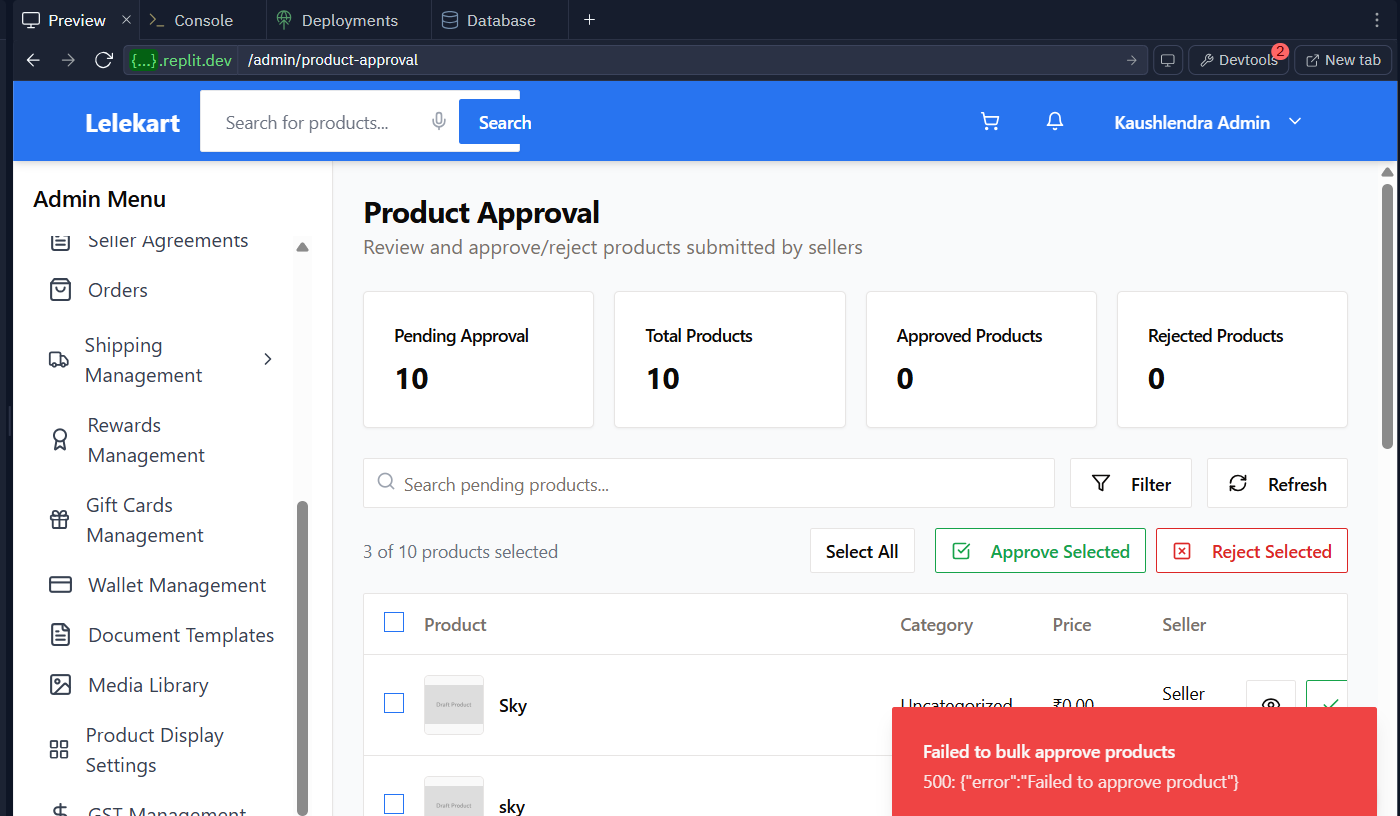 Preview
Console
Deployments
Database
{...}.replit.dev
/admin/product-approval
Devtools
2
New tab
Lelekart
Search for products...
Search
Kaushlendra Admin
Admin Menu
Seller Agreements
Orders
Shipping
Management
Rewards
Management
Gift Cards
Management
Wallet Management
Document Templates
Media Library
Product Display
Settings
GST Management
Product Approval
Review and approve/reject products submitted by sellers
Pending Approval
10
Total Products
10
Approved Products
0
Rejected Products
0
Search pending products...
Filter
Refresh
3 of 10 products selected
Select All
Approve Selected
Reject Selected
Product
Category
Price
Seller
Draft Product
Sky
Uncategorized
₹0.00
Seller
Draft Product
sky
Failed to bulk approve products
500: {"error":"Failed to approve product"}